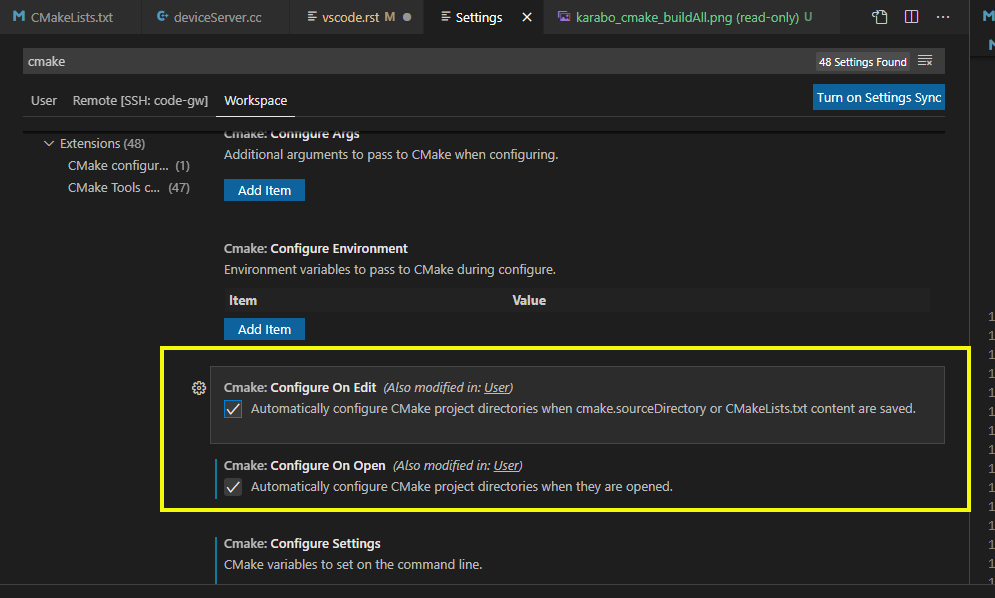 CMakeLists.txt deviceServer.cc vscode.rst M Settings karabo_cmake_buildAll.png (read-only) U
cmake 48 Settings Found
User Remote [SSH: code-gw] Workspace Turn on Settings Sync
Extensions (48)
CMake configur... (1)
CMake Tools c... (47)
Cmake: Configure Args
Additional arguments to pass to CMake when configuring.
Add Item
Cmake: Configure Environment
Environment variables to pass to CMake during configure.
Item Value
Add Item
Cmake: Configure On Edit (Also modified in: User)
Automatically configure CMake project directories when cmake.sourceDirectory or CMakeLists.txt content are saved.
Cmake: Configure On Open (Also modified in: User)
Automatically configure CMake project directories when they are opened.
Cmake: Configure Settings
CMake variables to set on the command line.